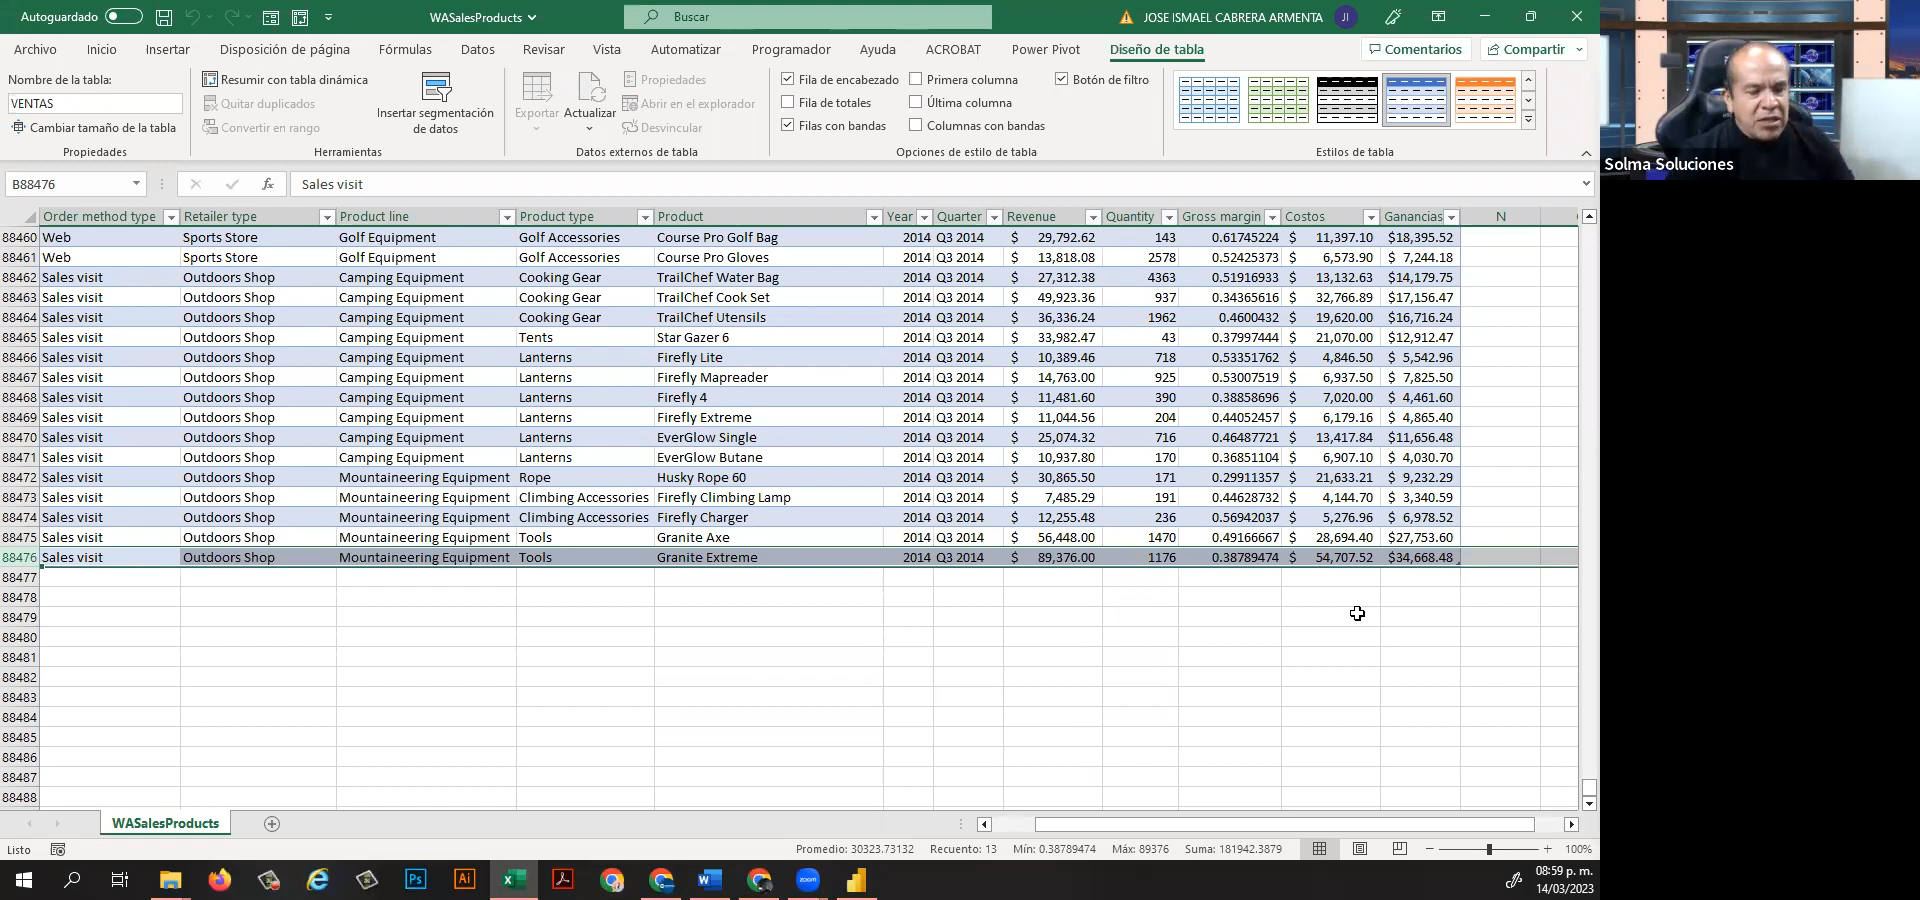 Autoguardado WASalesProducts Buscar JOSE ISMAEL CABRERA ARMENTA JI
Archivo Inicio Insertar Disposición de página Fórmulas Datos Revisar Vista Automatizar Programador Ayuda ACROBAT Power Pivot Diseño de tabla Comentarios Compartir
Nombre de la tabla:
VENTAS
Cambiar tamaño de la tabla
Propiedades
Resumir con tabla dinámica
Quitar duplicados
Convertir en rango
Insertar segmentación
de datos
Herramientas
Exportar Actualizar
Propiedades
Abrir en el explorador
Desvincular
Datos externos de tabla
Fila de encabezado Primera columna Botón de filtro
Fila de totales Última columna
Filas con bandas Columnas con bandas
Opciones de estilo de tabla
Estilos de tabla
Solma Soluciones
B88476 fx Sales visit
Order method type Retailer type Product line Product type Product Year Quarter Revenue Quantity Gross margin Costos Ganancias N
88460 Web Sports Store Golf Equipment Golf Accessories Course Pro Golf Bag 2014 Q3 2014 $ 29,792.62 143 0.61745224 $ 11,397.10 $18,395.52
88461 Web Sports Store Golf Equipment Golf Accessories Course Pro Gloves 2014 Q3 2014 $ 13,818.08 2578 0.52425373 $ 6,573.90 $ 7,244.18
88462 Sales visit Outdoors Shop Camping Equipment Cooking Gear TrailChef Water Bag 2014 Q3 2014 $ 27,312.38 4363 0.51916933 $ 13,132.63 $14,179.75
88463 Sales visit Outdoors Shop Camping Equipment Cooking Gear TrailChef Cook Set 2014 Q3 2014 $ 49,923.36 937 0.34365616 $ 32,766.89 $17,156.47
88464 Sales visit Outdoors Shop Camping Equipment Cooking Gear TrailChef Utensils 2014 Q3 2014 $ 36,336.24 1962 0.4600432 $ 19,620.00 $16,716.24
88465 Sales visit Outdoors Shop Camping Equipment Tents Star Gazer 6 2014 Q3 2014 $ 33,982.47 43 0.37997444 $ 21,070.00 $12,912.47
88466 Sales visit Outdoors Shop Camping Equipment Lanterns Firefly Lite 2014 Q3 2014 $ 10,389.46 718 0.53351762 $ 4,846.50 $ 5,542.96
88467 Sales visit Outdoors Shop Camping Equipment Lanterns Firefly Mapreader 2014 Q3 2014 $ 14,763.00 925 0.53007519 $ 6,937.50 $ 7,825.50
88468 Sales visit Outdoors Shop Camping Equipment Lanterns Firefly 4 2014 Q3 2014 $ 11,481.60 390 0.38858696 $ 7,020.00 $ 4,461.60
88469 Sales visit Outdoors Shop Camping Equipment Lanterns Firefly Extreme 2014 Q3 2014 $ 11,044.56 204 0.44052457 $ 6,179.16 $ 4,865.40
88470 Sales visit Outdoors Shop Camping Equipment Lanterns EverGlow Single 2014 Q3 2014 $ 25,074.32 716 0.46487721 $ 13,417.84 $11,656.48
88471 Sales visit Outdoors Shop Camping Equipment Lanterns EverGlow Butane 2014 Q3 2014 $ 10,937.80 170 0.36851104 $ 6,907.10 $ 4,030.70
88472 Sales visit Outdoors Shop Mountaineering Equipment Rope Husky Rope 60 2014 Q3 2014 $ 30,865.50 171 0.29911357 $ 21,633.21 $ 9,232.29
88473 Sales visit Outdoors Shop Mountaineering Equipment Climbing Accessories Firefly Climbing Lamp 2014 Q3 2014 $ 7,485.29 191 0.44628732 $ 4,144.70 $ 3,340.59
88474 Sales visit Outdoors Shop Mountaineering Equipment Climbing Accessories Firefly Charger 2014 Q3 2014 $ 12,255.48 236 0.56942037 $ 5,276.96 $ 6,978.52
88475 Sales visit Outdoors Shop Mountaineering Equipment Tools Granite Axe 2014 Q3 2014 $ 56,448.00 1470 0.49166667 $ 28,694.40 $27,753.60
88476 Sales visit Outdoors Shop Mountaineering Equipment Tools Granite Extreme 2014 Q3 2014 $ 89,376.00 1176 0.38789474 $ 54,707.52 $34,668.48
88477
88478
88479
88480
88481
88482
88483
88484
88485
88486
88487
88488
WASalesProducts
Listo Promedio: 30323.73132 Recuento: 13 Mín: 0.38789474 Máx: 89376 Suma: 181942.3879 100%
Ps Ai zoom
08:59 p. m.
14/03/2023